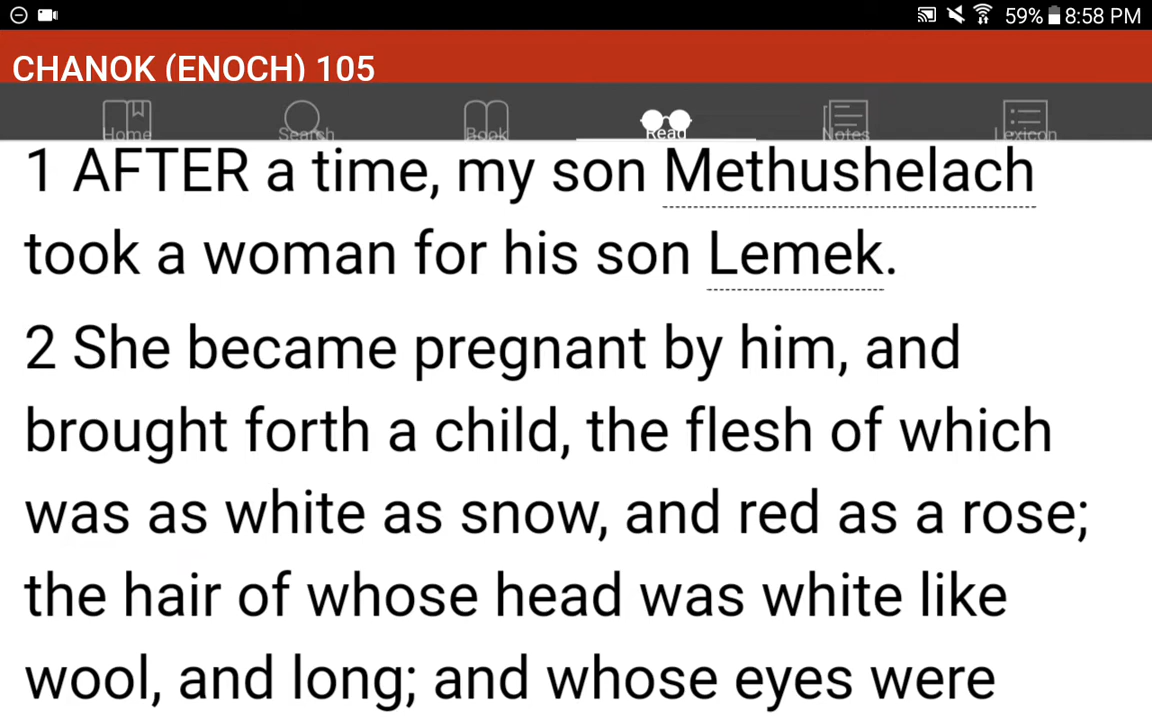 59% 8:58 PM
CHANOK (ENOCH) 105
Home Search Book Read Notes Lexicon
1 AFTER a time, my son Methushelach
took a woman for his son Lemek.
2 She became pregnant by him, and
brought forth a child, the flesh of which
was as white as snow, and red as a rose;
the hair of whose head was white like
wool, and long; and whose eyes were